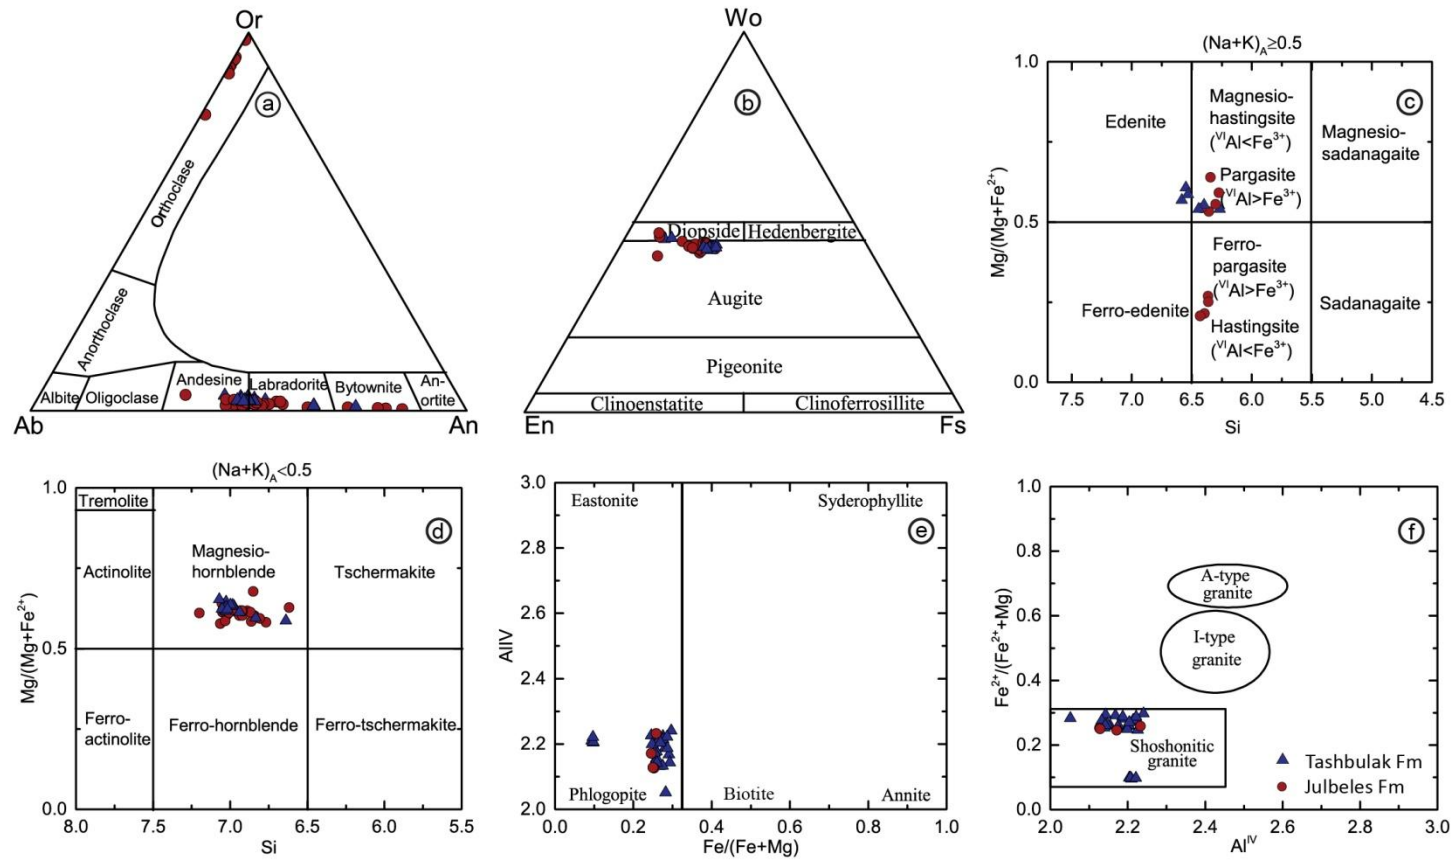 Or
a
Orthoclase
Anorthoclase
Albite
Oligoclase
Andesine
Labradorite
Bytownite
An-
ortite
Ab
An
Wo
b
Diopside
Hedenbergite
Augite
Pigeonite
Clinoenstatite
Clinoferrosillite
En
Fs
(Na+K)A≥0.5
c
Mg/(Mg+Fe²⁺)
1.0
0.5
0.0
Edenite
Magnesio-
hastingsite
(ⱽᴵAl<Fe³⁺)
Pargasite
(ⱽᴵAl>Fe³⁺)
Magnesio-
sadanagaite
Ferro-edenite
Ferro-
pargasite
(ⱽᴵAl>Fe³⁺)
Hastingsite
(ⱽᴵAl<Fe³⁺)
Sadanagaite
7.5 7.0 6.5 6.0 5.5 5.0 4.5
Si
(Na+K)A<0.5
d
Mg/(Mg+Fe²⁺)
1.0
0.5
0.0
Tremolite
Actinolite
Magnesio-
hornblende
Tschermakite
Ferro-
actinolite
Ferro-hornblende
Ferro-tschermakite
8.0 7.5 7.0 6.5 6.0 5.5
Si
e
AlIV
3.0
2.8
2.6
2.4
2.2
2.0
Eastonite
Syderophyllite
Phlogopite
Biotite
Annite
0.0 0.2 0.4 0.6 0.8 1.0
Fe/(Fe+Mg)
f
Fe²⁺/(Fe²⁺+Mg)
1.0
0.8
0.6
0.4
0.2
0.0
A-type
granite
I-type
granite
Shoshonitic
granite
Tashbulak Fm
Julbeles Fm
2.0 2.2 2.4 2.6 2.8 3.0
Alᴵⱽ